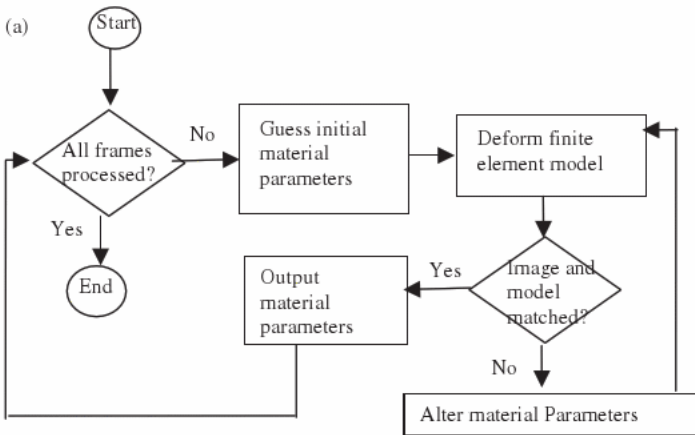 (a)
Start
All frames
processed?
No
Guess initial
material
parameters
Deform finite
element model
Yes
End
Output
material
parameters
Yes
Image and
model
matched?
No
Alter material Parameters